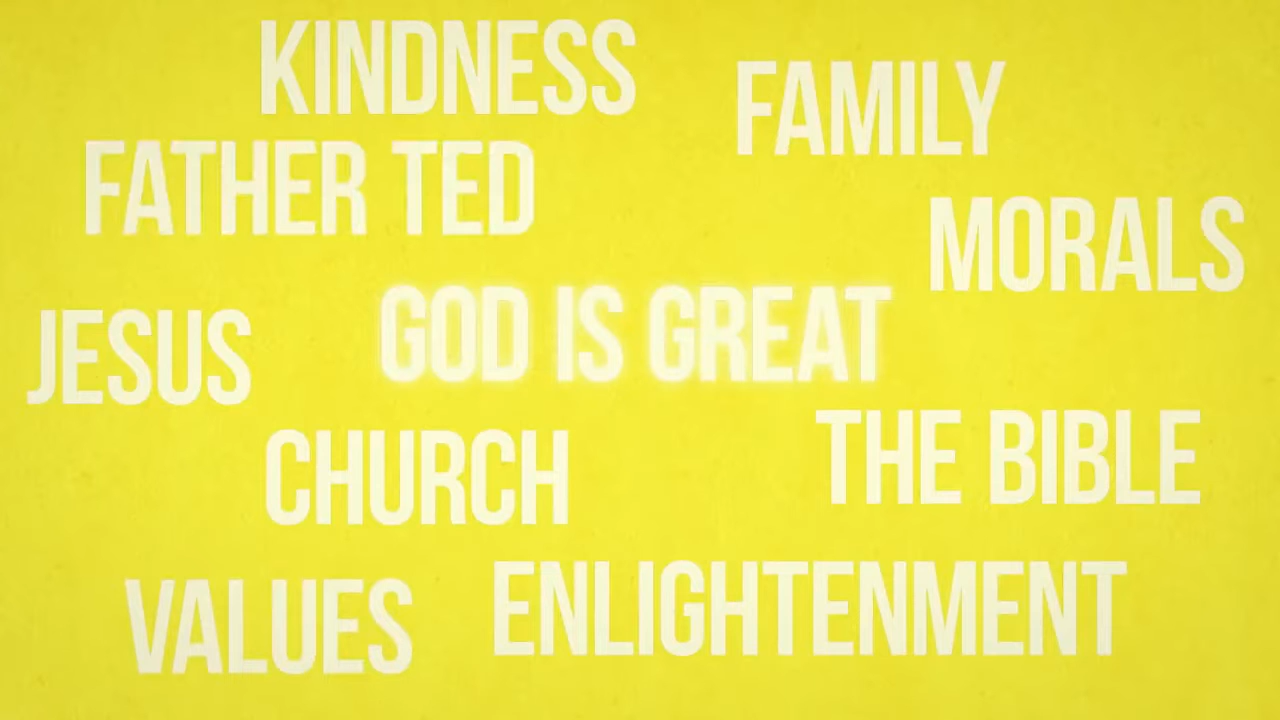 KINDNESS
FAMILY
FATHER TED
MORALS
GOD IS GREAT
JESUS
THE BIBLE
CHURCH
ENLIGHTENMENT
VALUES